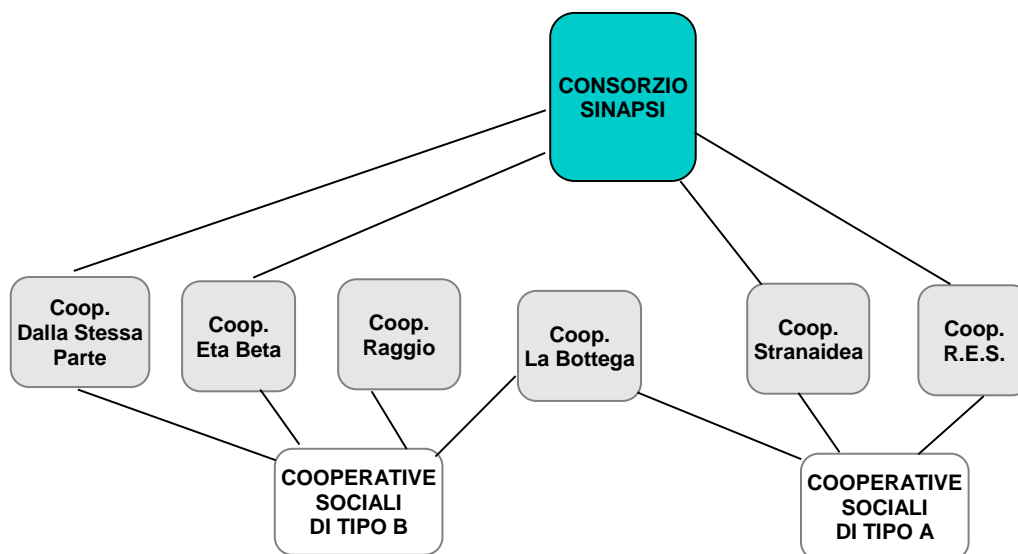 CONSORZIO
SINAPSI
Coop.
Dalla Stessa
Parte
Coop.
Eta Beta
Coop.
Raggio
Coop.
La Bottega
Coop.
Stranaidea
Coop.
R.E.S.
COOPERATIVE
SOCIALI
DI TIPO B
COOPERATIVE
SOCIALI
DI TIPO A